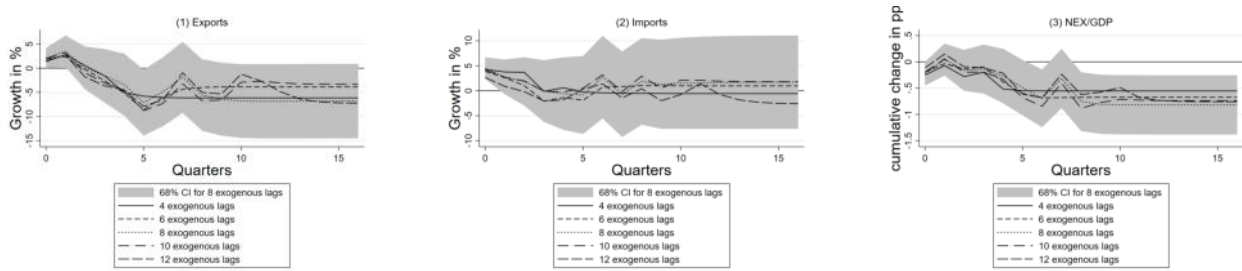 (1) Exports
Growth in %
5
0
-5
-10
-15
0
5
10
15
Quarters
68% CI for 8 exogenous lags
4 exogenous lags
6 exogenous lags
8 exogenous lags
10 exogenous lags
12 exogenous lags
(2) Imports
Growth in %
10
5
0
-5
-10
0
5
10
15
Quarters
68% CI for 8 exogenous lags
4 exogenous lags
6 exogenous lags
8 exogenous lags
10 exogenous lags
12 exogenous lags
(3) NEX/GDP
cumulative change in pp
.5
0
-.5
-1
-1.5
0
5
10
15
Quarters
68% CI for 8 exogenous lags
4 exogenous lags
6 exogenous lags
8 exogenous lags
10 exogenous lags
12 exogenous lags